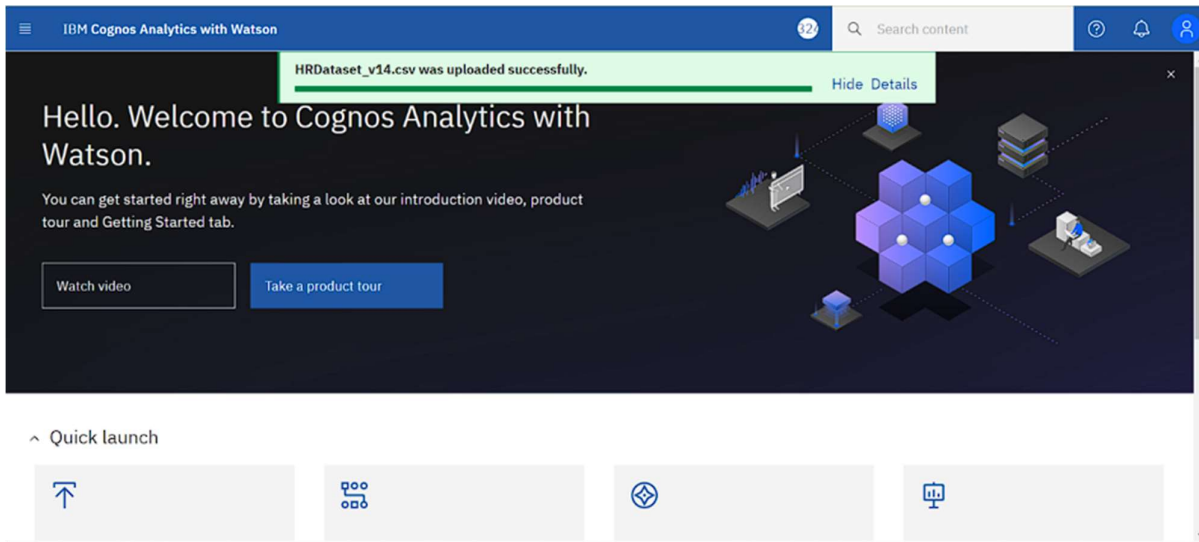 IBM Cognos Analytics with Watson
324
Search content
HRDataset_v14.csv was uploaded successfully.
Hide Details
Hello. Welcome to Cognos Analytics with
Watson.
You can get started right away by taking a look at our introduction video, product
tour and Getting Started tab.
Watch video
Take a product tour
Quick launch